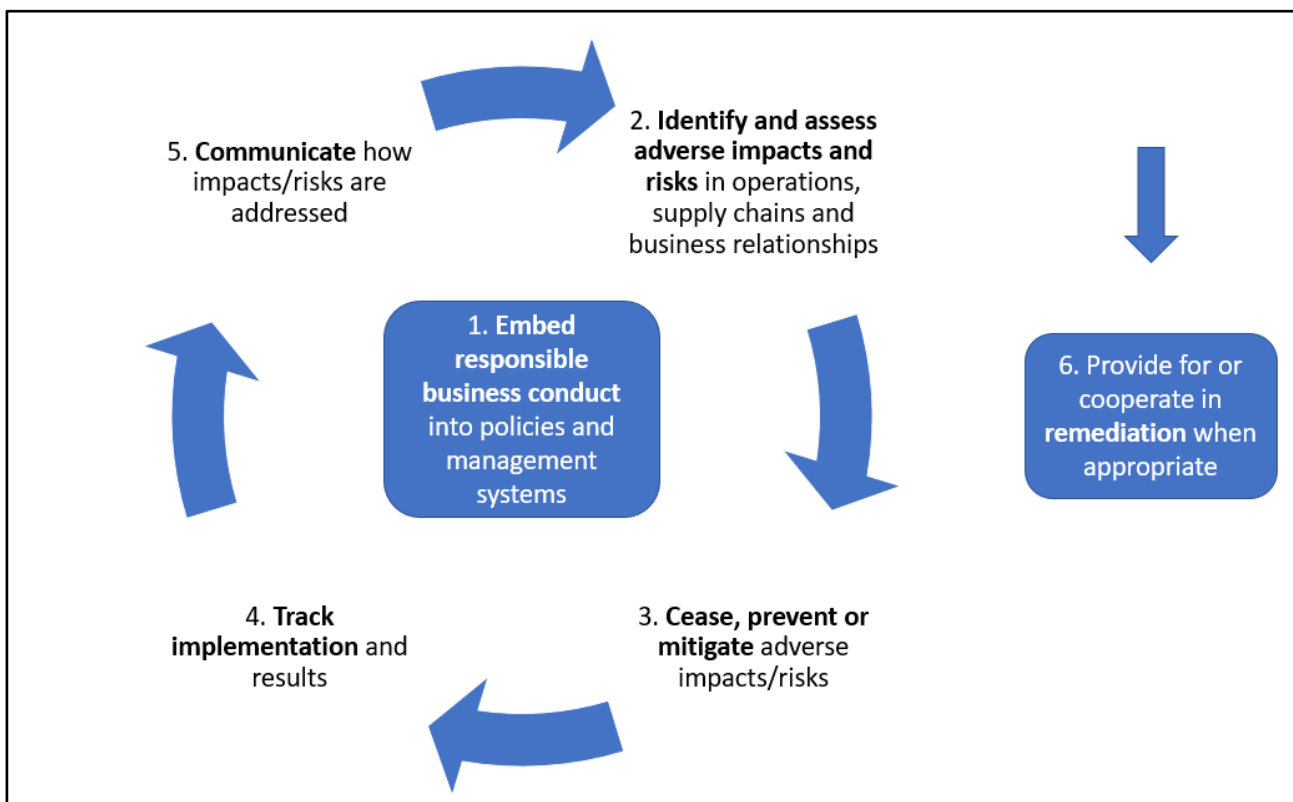 1. Embed
responsible
business conduct
into policies and
management
systems
2. Identify and assess
adverse impacts and
risks in operations,
supply chains and
business relationships
3. Cease, prevent or
mitigate adverse
impacts/risks
4. Track
implementation and
results
5. Communicate how
impacts/risks are
addressed
6. Provide for or
cooperate in
remediation when
appropriate